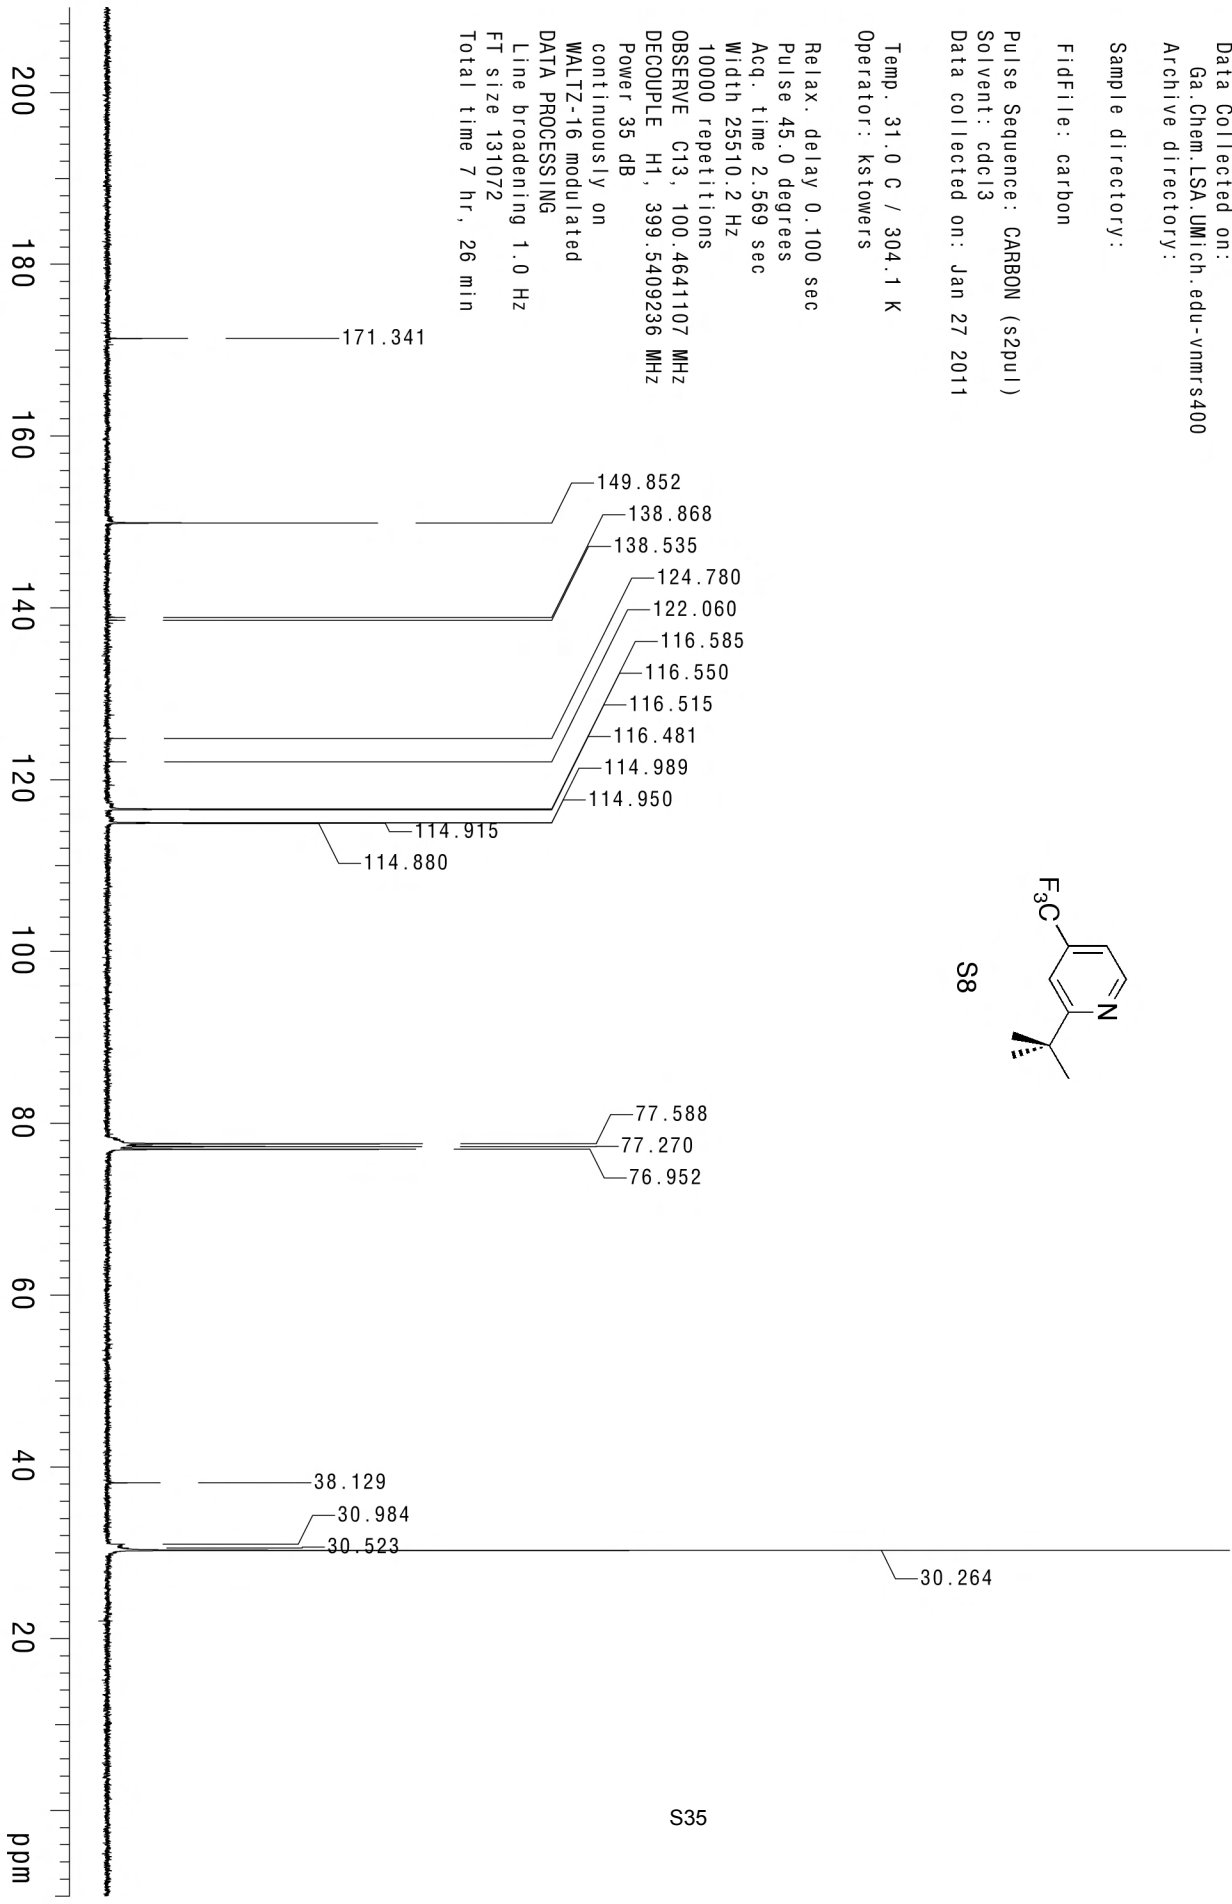 Data Collected on:
Ga.Chem.LSA.UMich.edu-vnmrs400
Archive directory:
Sample directory:
FidFile: carbon
Pulse Sequence: CARBON (s2pul)
Solvent: cdcl3
Data collected on: Jan 27 2011
Temp. 31.0 C / 304.1 K
Operator: kstowers
Relax. delay 0.100 sec
Pulse 45.0 degrees
Acq. time 2.569 sec
Width 25510.2 Hz
10000 repetitions
OBSERVE C13, 100.4641107 MHz
DECOUPLE H1, 399.5409236 MHz
Power 35 dB
continuously on
WALTZ-16 modulated
DATA PROCESSING
Line broadening 1.0 Hz
FT size 131072
Total time 7 hr, 26 min
F3C
N
S8
171.341
149.852
138.868
138.535
124.780
122.060
116.585
116.550
116.515
116.481
114.989
114.950
114.915
114.880
77.588
77.270
76.952
38.129
30.984
30.523
30.264
200 180 160 140 120 100 80 60 40 20 ppm
S35